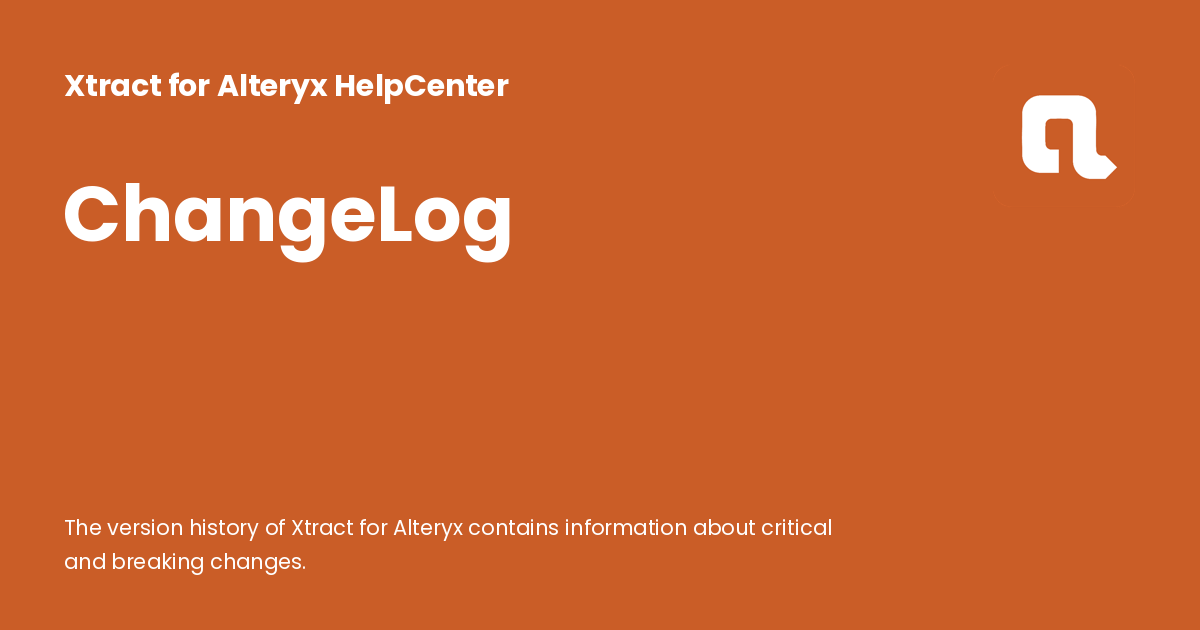 Xtract for Alteryx HelpCenter
ChangeLog
The version history of Xtract for Alteryx contains information about critical
and breaking changes.